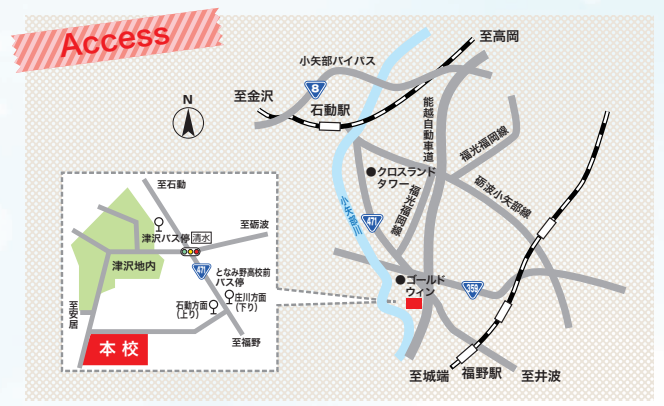 Access
至高岡
小矢部バイパス
8
至金沢
石動駅
N
能越自動車道
福光福岡線
クロスランド
タワー
砺波小矢部線
福光福岡線
小矢部川
471
ゴールド
ウィン
359
至城端
福野駅
至井波
至石動
津沢バス停
清水
至砺波
津沢地内
471
となみ野高校前
バス停
石動方面
(上り)
庄川方面
(下り)
至安居
至福野
本校